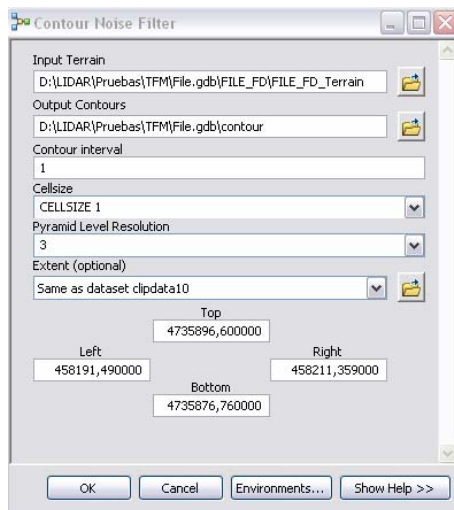 Contour Noise Filter
Input Terrain
D:\LIDAR\Pruebas\TFM\File.gdb\FILE_FD\FILE_FD_Terrain
Output Contours
D:\LIDAR\Pruebas\TFM\File.gdb\contour
Contour interval
1
Cellsize
CELLSIZE 1
Pyramid Level Resolution
3
Extent (optional)
Same as dataset clipdata10
Top
4735896,600000
Left Right
458191,490000 458211,359000
Bottom
4735876,760000
OK Cancel Environments... Show Help >>